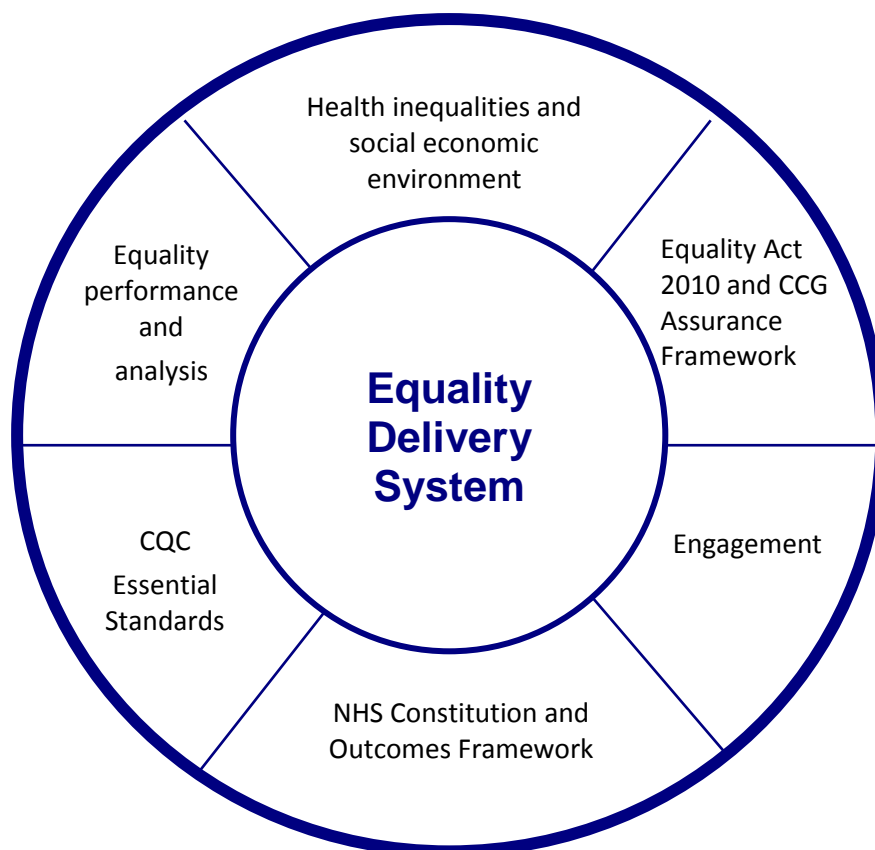 Health inequalities and
social economic
environment
Equality Act
2010 and CCG
Assurance
Framework
Engagement
NHS Constitution and
Outcomes Framework
CQC
Essential
Standards
Equality
performance
and
analysis
Equality
Delivery
System